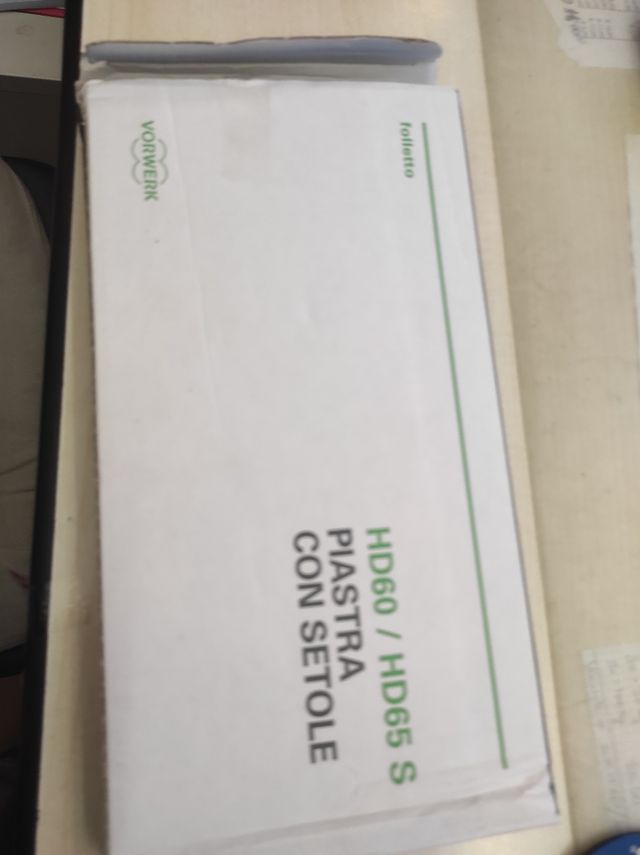 folletto
VORWERK
HD60 / HD65 S
PIASTRA
CON SETOLE